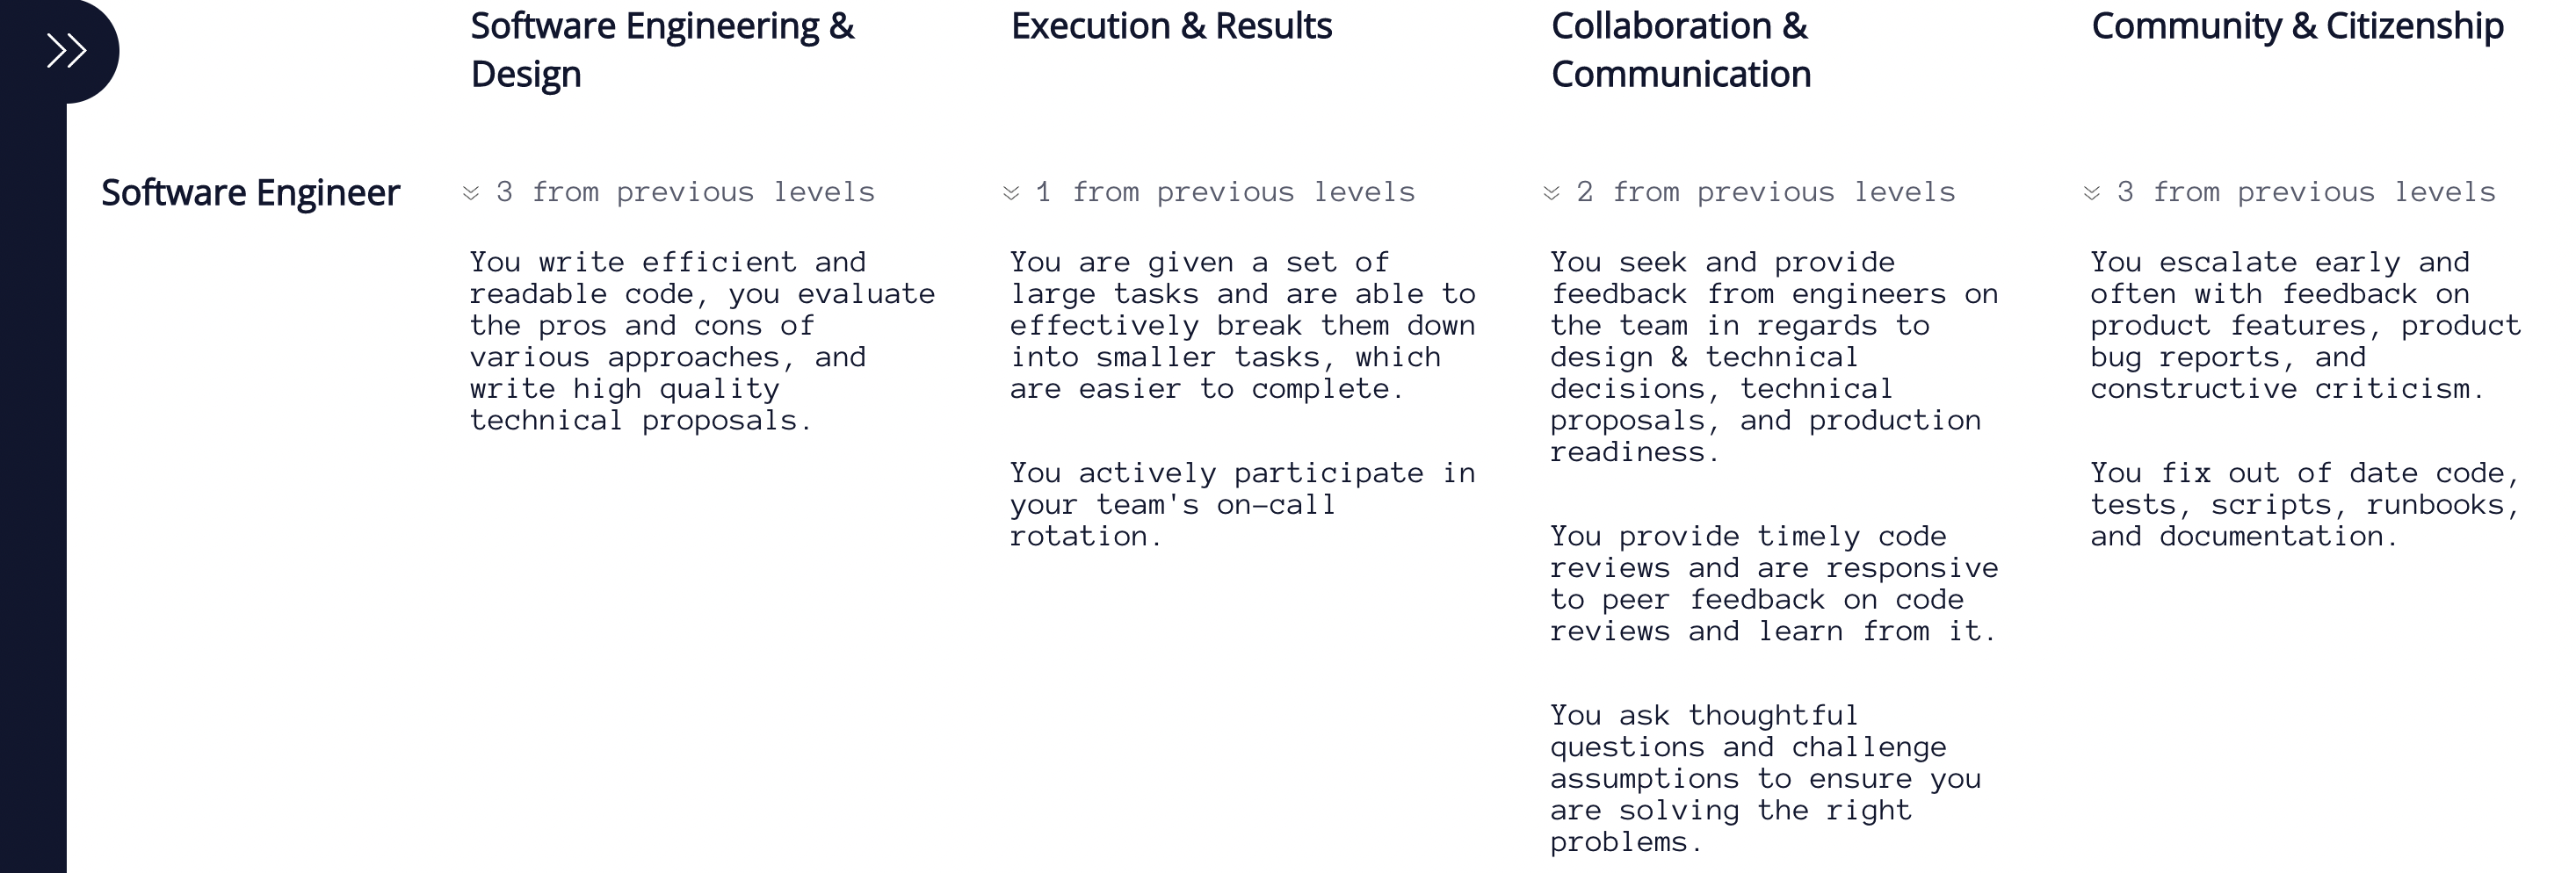 Software Engineering &
Design
Execution & Results
Collaboration &
Communication
Community & Citizenship
Software Engineer
3 from previous levels
You write efficient and
readable code, you evaluate
the pros and cons of
various approaches, and
write high quality
technical proposals.
1 from previous levels
You are given a set of
large tasks and are able to
effectively break them down
into smaller tasks, which
are easier to complete.
You actively participate in
your team's on-call
rotation.
2 from previous levels
You seek and provide
feedback from engineers on
the team in regards to
design & technical
decisions, technical
proposals, and production
readiness.
You provide timely code
reviews and are responsive
to peer feedback on code
reviews and learn from it.
You ask thoughtful
questions and challenge
assumptions to ensure you
are solving the right
problems.
3 from previous levels
You escalate early and
often with feedback on
product features, product
bug reports, and
constructive criticism.
You fix out of date code,
tests, scripts, runbooks,
and documentation.